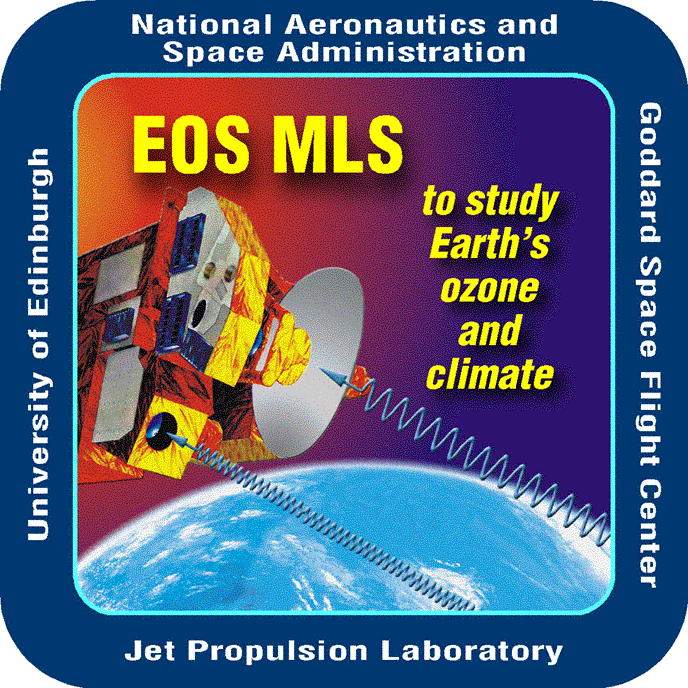 National Aeronautics and
Space Administration
EOS MLS
to study
Earth's
ozone
and
climate
University of Edinburgh
Goddard Space Flight Center
Jet Propulsion Laboratory